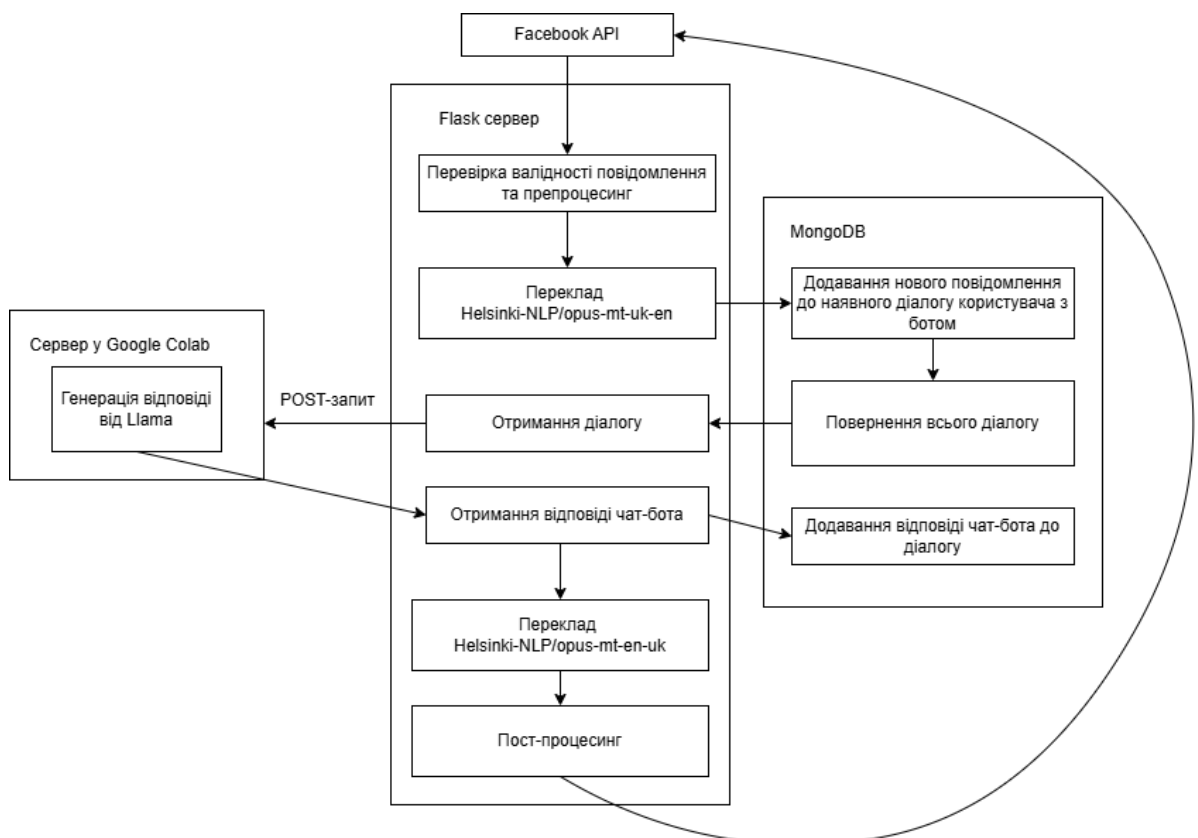 Facebook API
Flask сервер
Перевірка валідності повідомлення
та препроцесинг
MongoDB
Переклад
Helsinki-NLP/opus-mt-uk-en
Додавання нового повідомлення
до наявного діалогу користувача з
ботом
Сервер у Google Colab
Генерація відповіді
від Llama
POST-запит
Отримання діалогу
Повернення всього діалогу
Отримання відповіді чат-бота
Додавання відповіді чат-бота до
діалогу
Переклад
Helsinki-NLP/opus-mt-en-uk
Пост-процесинг